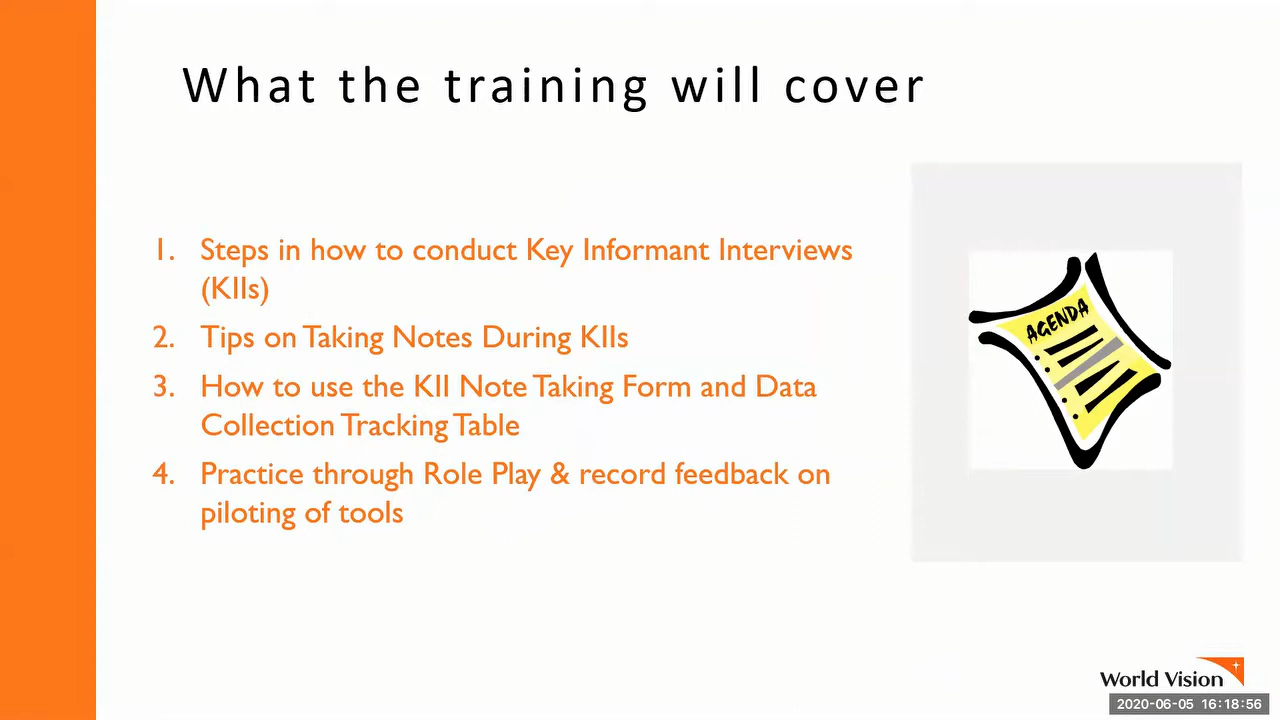 What the training will cover
1. Steps in how to conduct Key Informant Interviews
(KIIs)
2. Tips on Taking Notes During KIIs
3. How to use the KII Note Taking Form and Data
Collection Tracking Table
4. Practice through Role Play & record feedback on
piloting of tools
AGENDA
World Vision
2020-06-05 16:18:56